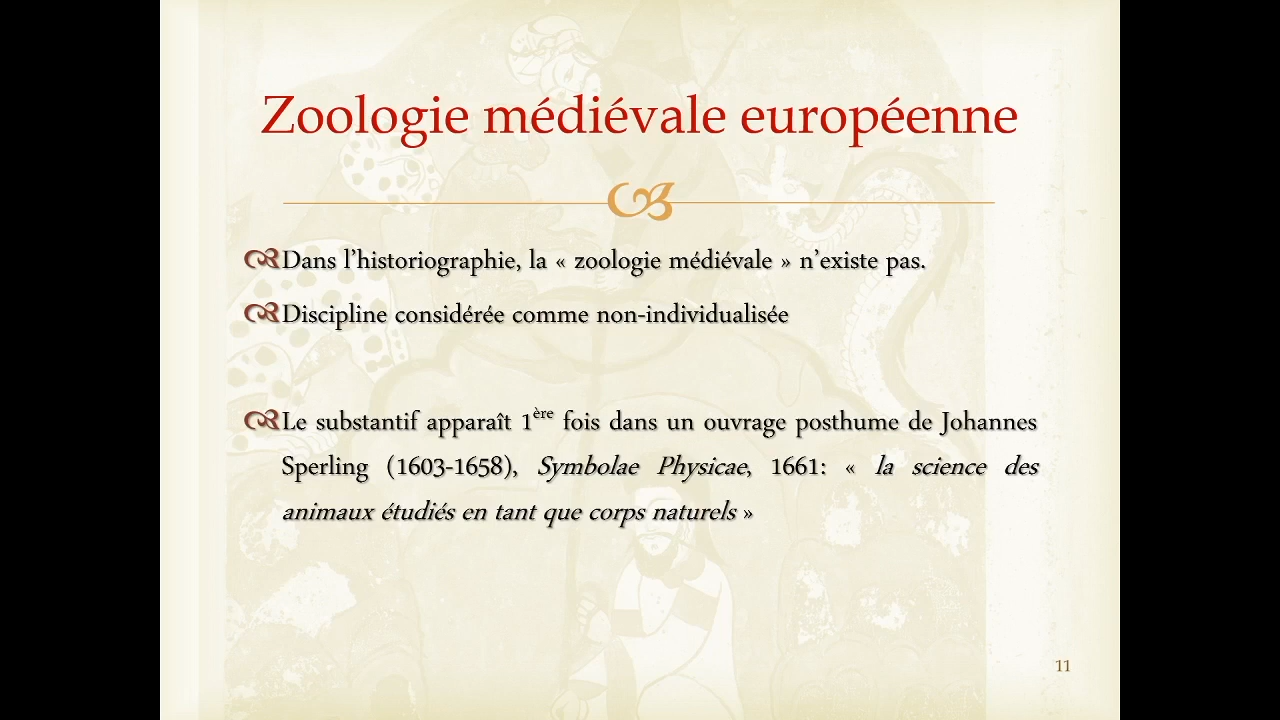 Zoologie médiévale européenne
Dans l’historiographie, la « zoologie médiévale » n’existe pas.
Discipline considérée comme non-individualisée
Le substantif apparaît 1ère fois dans un ouvrage posthume de Johannes
Sperling (1603-1658), Symbolae Physicae, 1661: « la science des
animaux étudiés en tant que corps naturels »
11